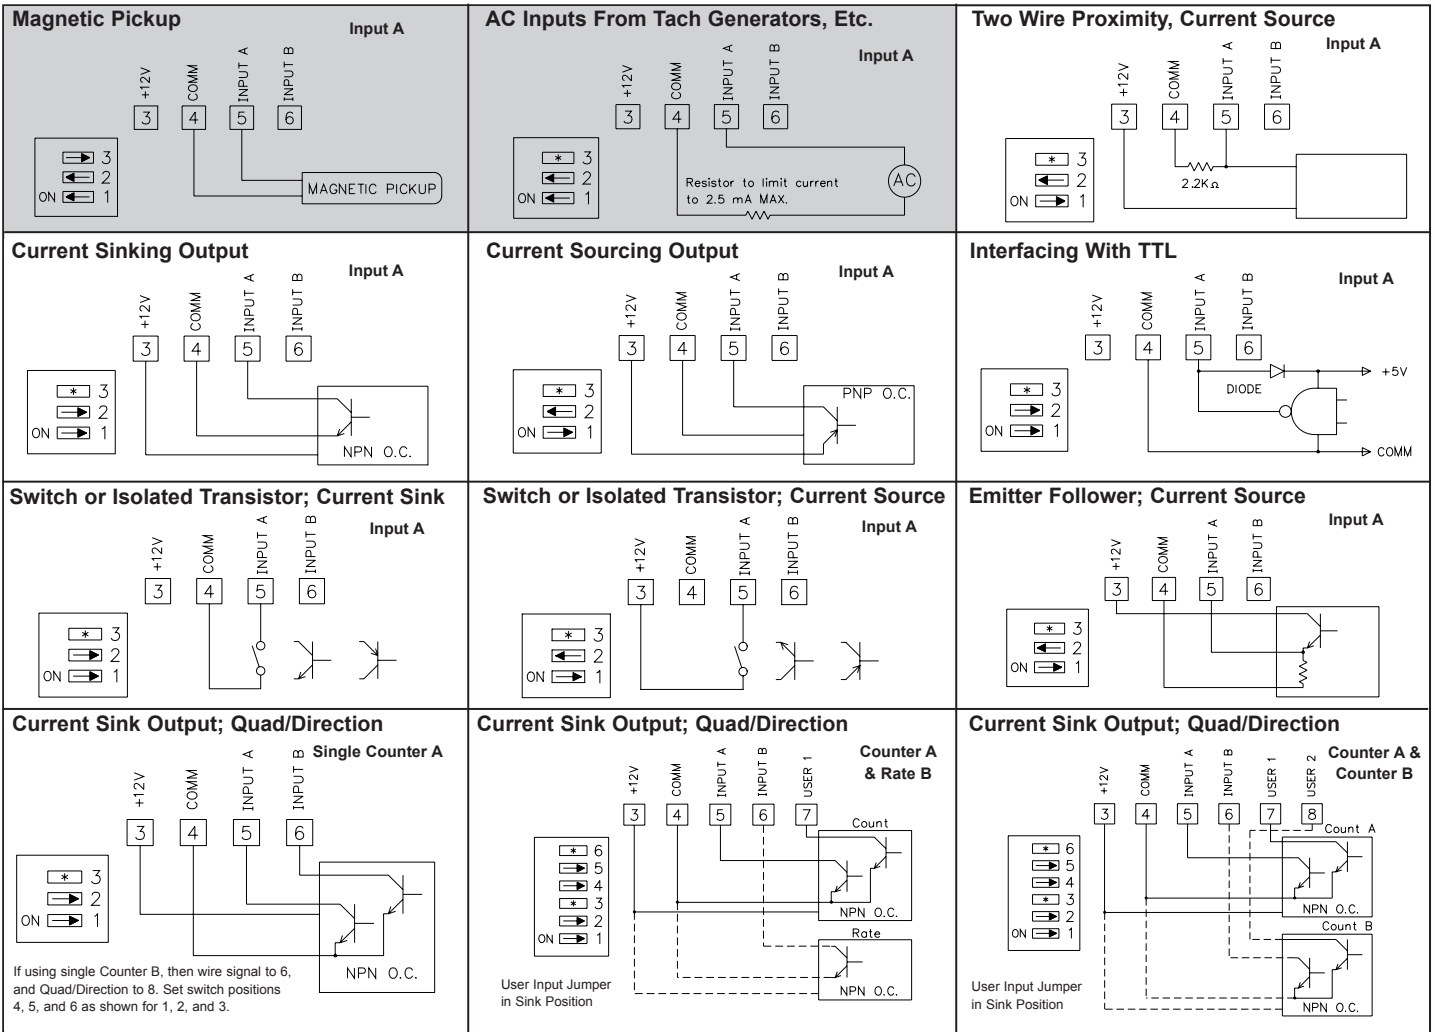 Magnetic Pickup
Input A
+12V
COMM
INPUT A
INPUT B
3
4
5
6
3
2
ON 1
MAGNETIC PICKUP
AC Inputs From Tach Generators, Etc.
Input A
+12V
COMM
INPUT A
INPUT B
3
4
5
6
* 3
2
ON 1
Resistor to limit current
to 2.5 mA MAX.
AC
Two Wire Proximity, Current Source
Input A
+12V
COMM
INPUT A
INPUT B
3
4
5
6
* 3
2
ON 1
2.2KΩ
Current Sinking Output
Input A
+12V
COMM
INPUT A
INPUT B
3
4
5
6
* 3
2
ON 1
NPN O.C.
Current Sourcing Output
Input A
+12V
COMM
INPUT A
INPUT B
3
4
5
6
* 3
2
ON 1
PNP O.C.
Interfacing With TTL
Input A
+12V
COMM
INPUT A
INPUT B
3
4
5
6
* 3
2
ON 1
DIODE
+5V
COMM
Switch or Isolated Transistor; Current Sink
Input A
+12V
COMM
INPUT A
INPUT B
3
4
5
6
* 3
2
ON 1
Switch or Isolated Transistor; Current Source
Input A
+12V
COMM
INPUT A
INPUT B
3
4
5
6
* 3
2
ON 1
Emitter Follower; Current Source
Input A
+12V
COMM
INPUT A
INPUT B
3
4
5
6
* 3
2
ON 1
Current Sink Output; Quad/Direction
Single Counter A
+12V
COMM
INPUT A
INPUT B
3
4
5
6
* 3
2
ON 1
NPN O.C.
If using single Counter B, then wire signal to 6,
and Quad/Direction to 8. Set switch positions
4, 5, and 6 as shown for 1, 2, and 3.
Current Sink Output; Quad/Direction
Counter A
& Rate B
+12V
COMM
INPUT A
INPUT B
USER 1
3
4
5
6
7
Count
* 6
5
4
* 3
2
ON 1
NPN O.C.
Rate
NPN O.C.
User Input Jumper
in Sink Position
Current Sink Output; Quad/Direction
Counter A &
Counter B
+12V
COMM
INPUT A
INPUT B
USER 1
USER 2
3
4
5
6
7
8
Count A
* 6
5
4
* 3
2
ON 1
NPN O.C.
Count B
NPN O.C.
User Input Jumper
in Sink Position